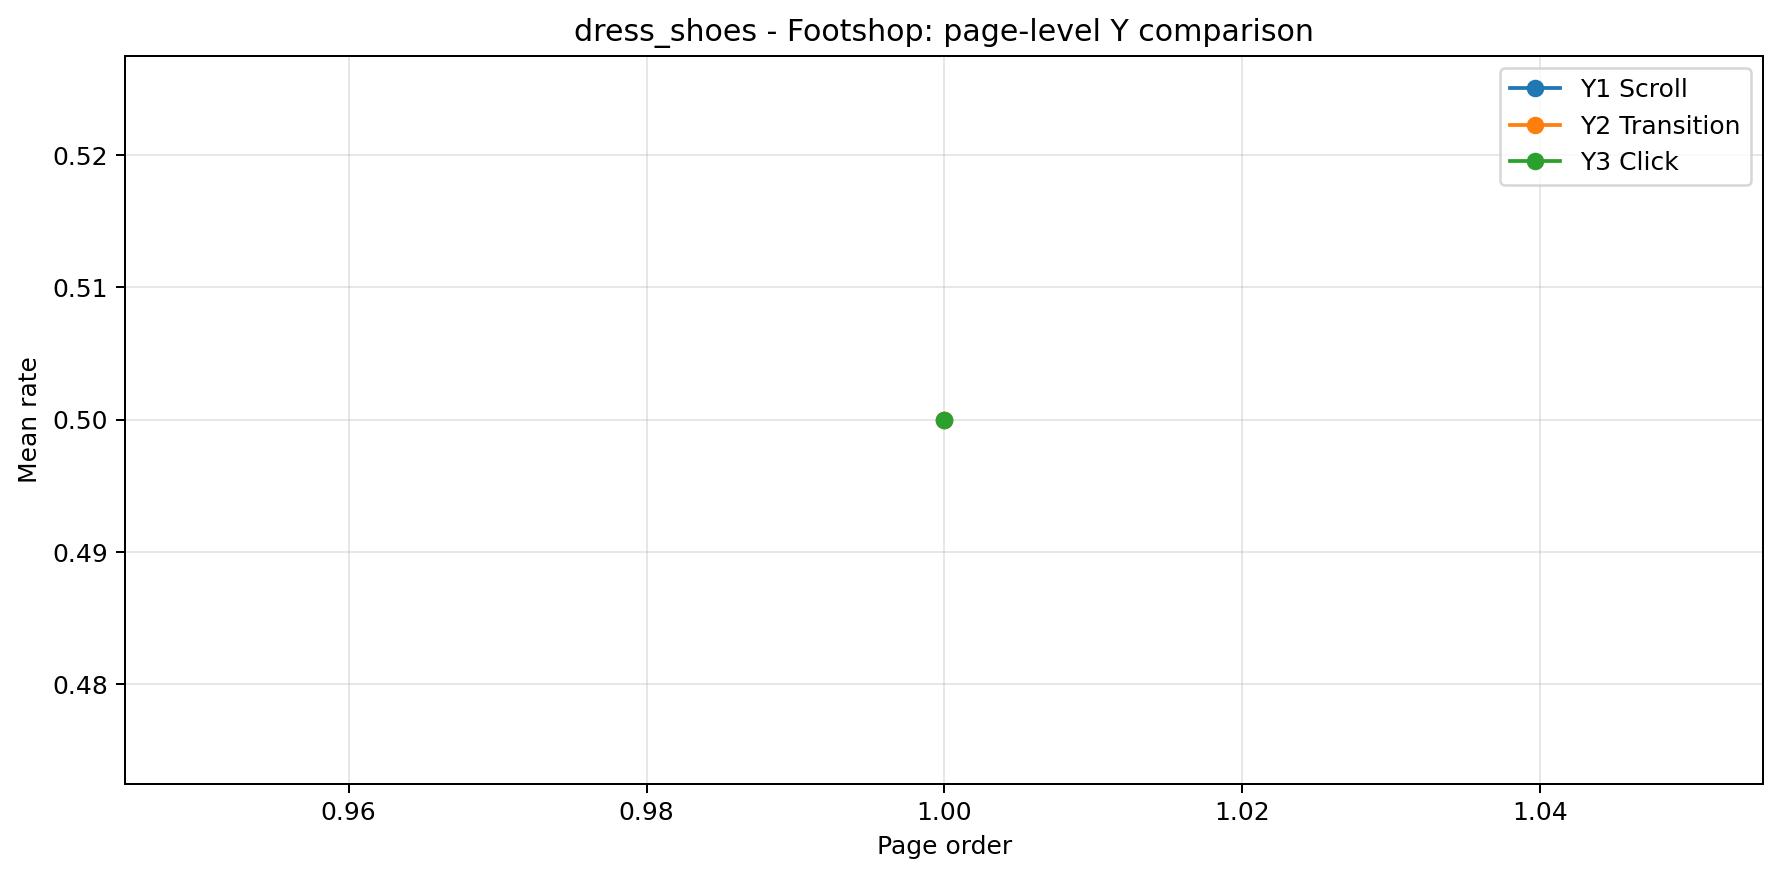 dress_shoes - Footshop: page-level Y comparison
Y1 Scroll
Y2 Transition
Y3 Click
Mean rate
0.52
0.51
0.50
0.49
0.48
0.96 0.98 1.00 1.02 1.04
Page order